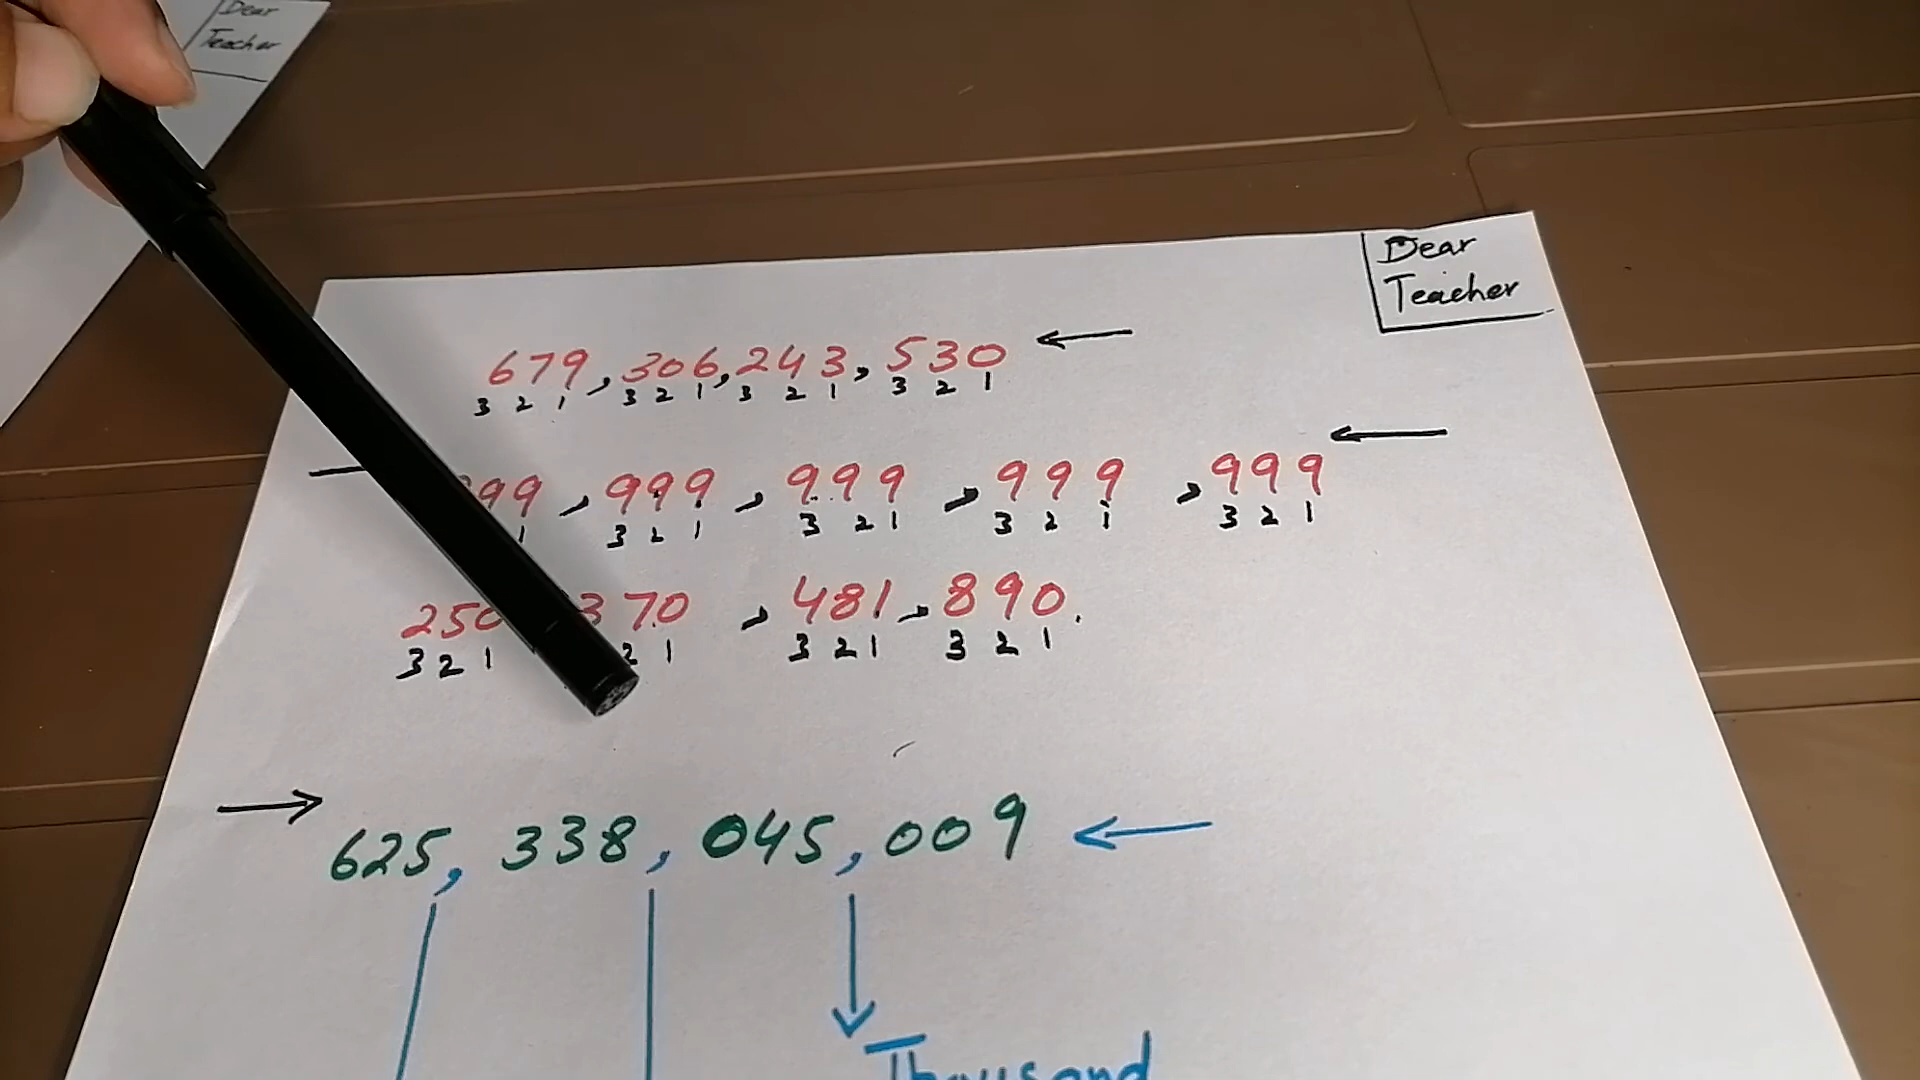 Dear
Teacher
Dear
Teacher
679,306,243,530
3 2 1 3 2 1 3 2 1 3 2 1
99,999,999,999,999
1 3 2 1 3 2 1 3 2 1 3 2 1
250 370,481,890.
3 2 1 2 1 3 2 1 3 2 1
625,338,045,009
Thousand